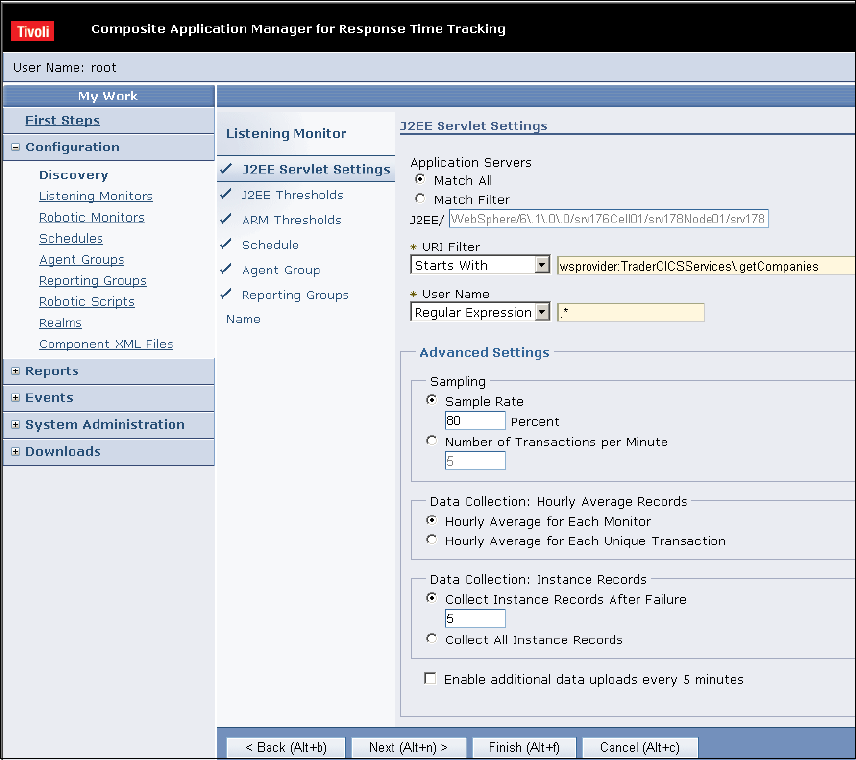 Tivoli
Composite Application Manager for Response Time Tracking
User Name: root
My Work
First Steps
Configuration
Discovery
Listening Monitors
Robotic Monitors
Schedules
Agent Groups
Reporting Groups
Robotic Scripts
Realms
Component XML Files
Reports
Events
System Administration
Downloads
Listening Monitor
J2EE Servlet Settings
J2EE Thresholds
ARM Thresholds
Schedule
Agent Group
Reporting Groups
Name
J2EE Servlet Settings
Application Servers
Match All
Match Filter
J2EE/ WebSphere/6\.1\.0\.0/srv176Cell01/srv178Node01/srv178
* URI Filter
Starts With wsprovider:TraderCICSServices\.getCompanies
* User Name
Regular Expression .*
Advanced Settings
Sampling
Sample Rate
80 Percent
Number of Transactions per Minute
5
Data Collection: Hourly Average Records
Hourly Average for Each Monitor
Hourly Average for Each Unique Transaction
Data Collection: Instance Records
Collect Instance Records After Failure
5
Collect All Instance Records
Enable additional data uploads every 5 minutes
< Back (Alt+b) Next (Alt+n) > Finish (Alt+f) Cancel (Alt+c)